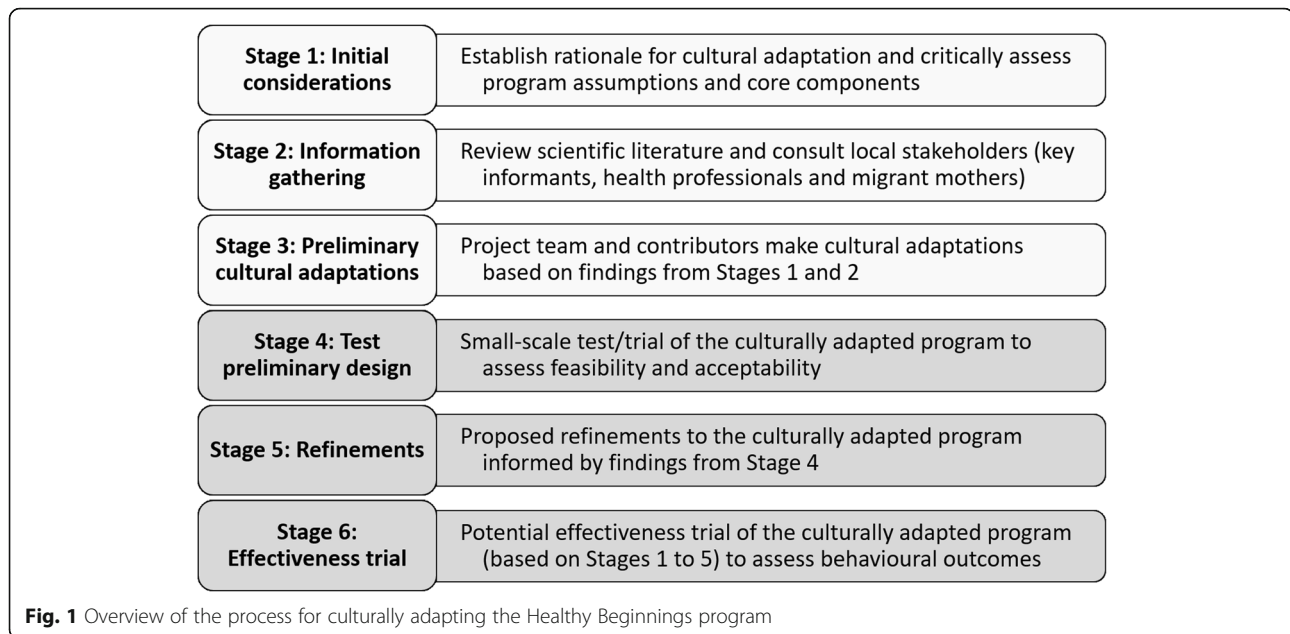 Stage 1: Initial
considerations
Establish rationale for cultural adaptation and critically assess
program assumptions and core components
Stage 2: Information
gathering
Review scientific literature and consult local stakeholders (key
informants, health professionals and migrant mothers)
Stage 3: Preliminary
cultural adaptations
Project team and contributors make cultural adaptations
based on findings from Stages 1 and 2
Stage 4: Test
preliminary design
Small-scale test/trial of the culturally adapted program to
assess feasibility and acceptability
Stage 5: Refinements
Proposed refinements to the culturally adapted program
informed by findings from Stage 4
Stage 6:
Effectiveness trial
Potential effectiveness trial of the culturally adapted program
(based on Stages 1 to 5) to assess behavioural outcomes
Fig. 1 Overview of the process for culturally adapting the Healthy Beginnings program